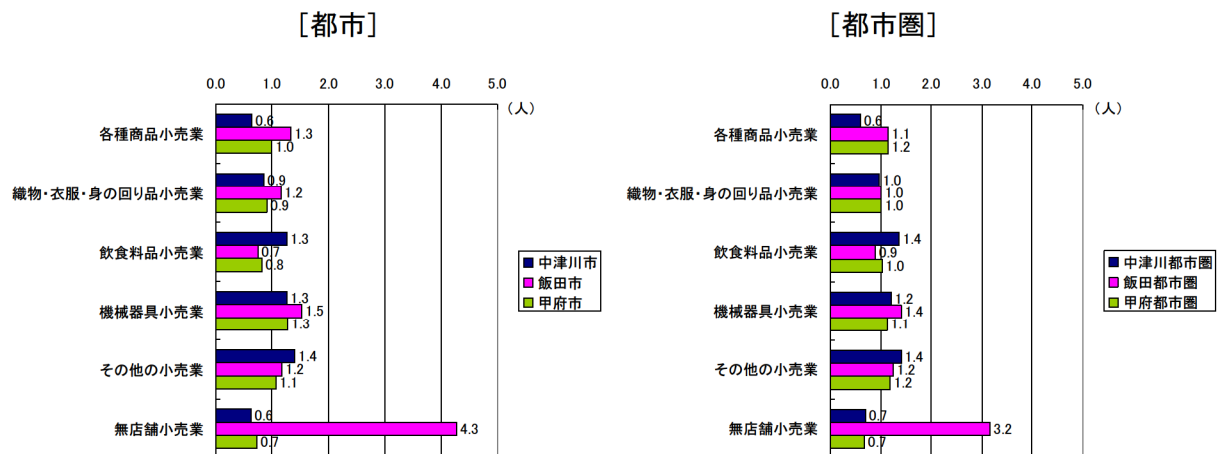 [都市]
0.0 1.0 2.0 3.0 4.0 5.0
(人)
各種商品小売業 0.6 1.3 1.0
織物・衣服・身の回り品小売業 0.9 1.2 0.9
飲食料品小売業 1.3 0.7 0.8
機械器具小売業 1.3 1.5 1.3
その他の小売業 1.4 1.2 1.1
無店舗小売業 0.6 4.3 0.7
中津川市
飯田市
甲府市
[都市圏]
0.0 1.0 2.0 3.0 4.0 5.0
(人)
各種商品小売業 0.6 1.1 1.2
織物・衣服・身の回り品小売業 1.0 1.0 1.0
飲食料品小売業 1.4 0.9 1.0
機械器具小売業 1.2 1.4 1.1
その他の小売業 1.4 1.2 1.2
無店舗小売業 0.7 3.2 0.7
中津川都市圏
飯田都市圏
甲府都市圏